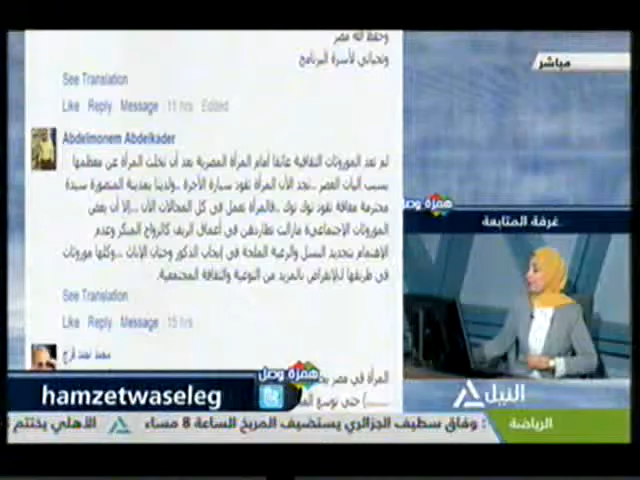 وحفظ الله مصر
وتحياتي لأسرة البرنامج
See Translation
Like Reply Message 11 hrs Edited
مباشر
Abdelmonem Abdelkader
لم تعد الموروثات الثقافية عائقا أمام المرأة المصرية بعد أن تخلت المرأة عن معظمها
بسبب آليات العصر ..تجد الآن المرأة تقود سيارة الأجرة ..ولدينا بمدينة المنصورة سيدة
محترمة معاقة تقود توك توك ..فالمرأة تعمل في كل المجالات الآن ...إلا أن بعض
الموروثات الاجتماعية مازالت تطاردهن في أعماق الريف كالزواج المبكر وعدم
الإهتمام بتحديد النسل والرغبة الملحة في إنجاب الذكور وختان الإناث ...وكلها موروثات
في طريقها للإنقراض بالمزيد من التوعية والثقافة المجتمعية.
See Translation
Like Reply Message 15 hrs
همزة وصل
غرفة المتابعة
المرأة في مصر
حتى توسع
همزة وصل
hamzetwaseleg
النيل
الرياضة
: وفاق سطيف الجزائري يستضيف المريخ الساعة 8 مساء
الأهلي يختتم